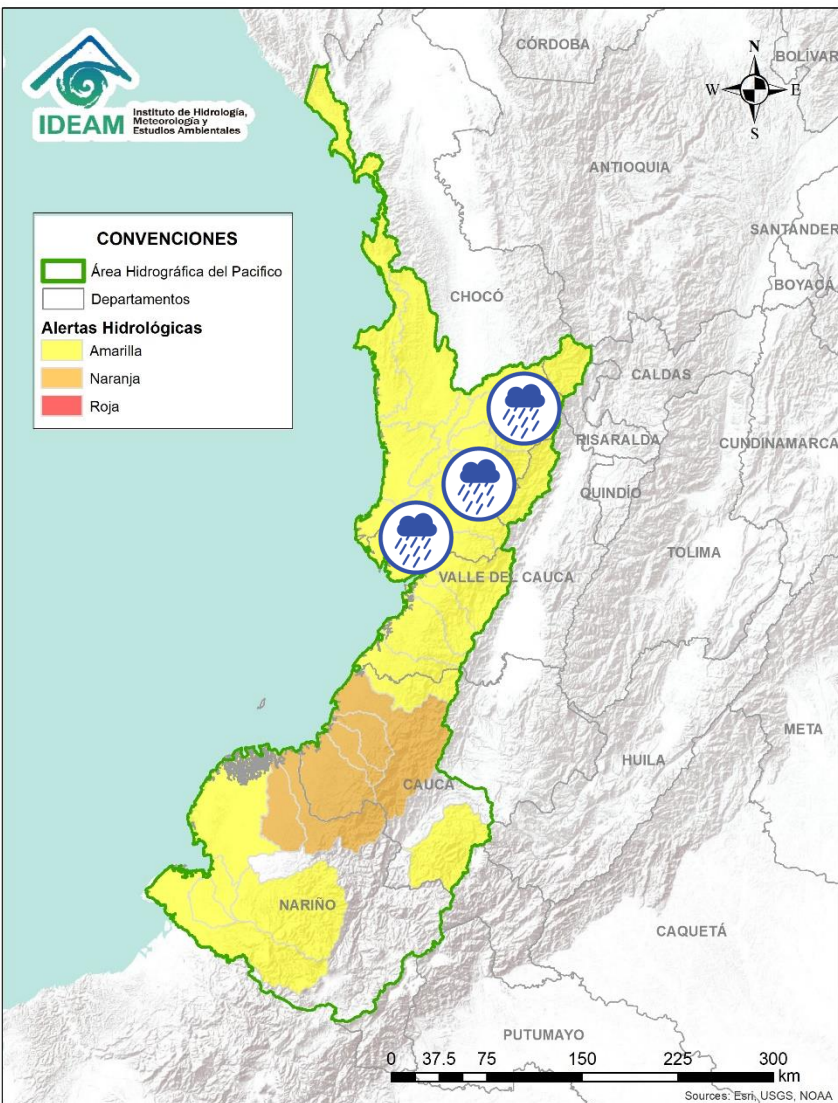 IDEAM
Instituto de Hidrología,
Meteorología y
Estudios Ambientales
CONVENCIONES
Área Hidrográfica del Pacifico
Departamentos
Alertas Hidrológicas
Amarilla
Naranja
Roja
N
W
E
S
CÓRDOBA
BOLÍVAR
ANTIOQUIA
SANTANDER
BOYACÁ
CHOCÓ
CALDAS
RISARALDA
CUNDINAMARCA
QUINDÍO
TOLIMA
VALLE DEL CAUCA
META
HUILA
CAUCA
NARIÑO
CAQUETÁ
PUTUMAYO
0 37.5 75 150 225 300
km
Sources: Esri, USGS, NOAA